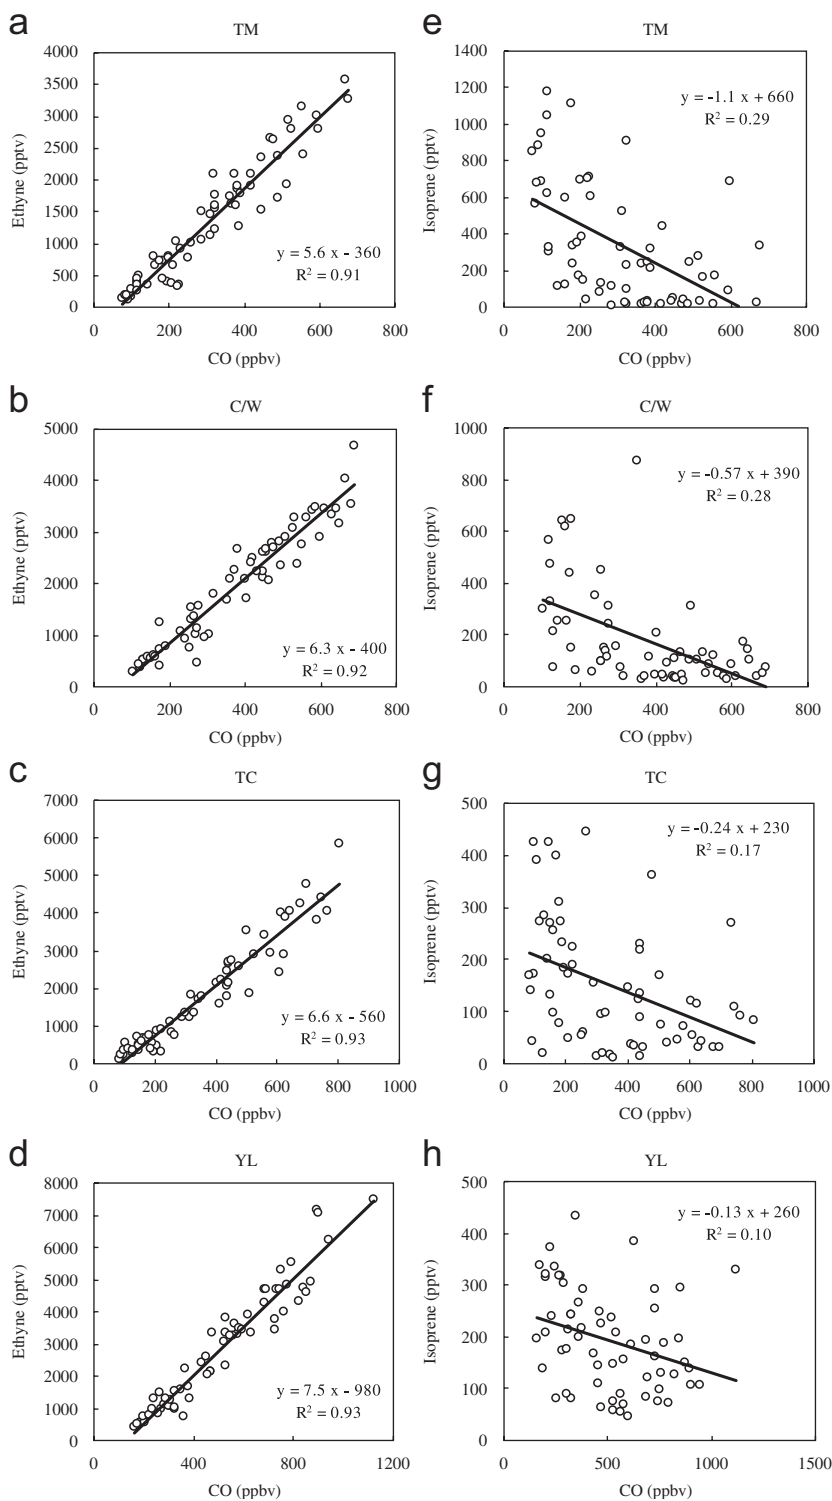 a
TM
4000
3500
3000
2500
2000
1500
1000
500
0
Ethyne (pptv)
y = 5.6 x - 360
R² = 0.91
0 200 400 600 800
CO (ppbv)
e
TM
1400
1200
1000
800
600
400
200
0
Isoprene (pptv)
y = -1.1 x + 660
R² = 0.29
0 200 400 600 800
CO (ppbv)
b
C/W
5000
4000
3000
2000
1000
0
Ethyne (pptv)
y = 6.3 x - 400
R² = 0.92
0 200 400 600 800
CO (ppbv)
f
C/W
1000
800
600
400
200
0
Isoprene (pptv)
y = -0.57 x + 390
R² = 0.28
0 200 400 600 800
CO (ppbv)
c
TC
7000
6000
5000
4000
3000
2000
1000
0
Ethyne (pptv)
y = 6.6 x - 560
R² = 0.93
0 200 400 600 800 1000
CO (ppbv)
g
TC
500
400
300
200
100
0
Isoprene (pptv)
y = -0.24 x + 230
R² = 0.17
0 200 400 600 800 1000
CO (ppbv)
d
YL
8000
7000
6000
5000
4000
3000
2000
1000
0
Ethyne (pptv)
y = 7.5 x - 980
R² = 0.93
0 400 800 1200
CO (ppbv)
h
YL
500
400
300
200
100
0
Isoprene (pptv)
y = -0.13 x + 260
R² = 0.10
0 500 1000 1500
CO (ppbv)